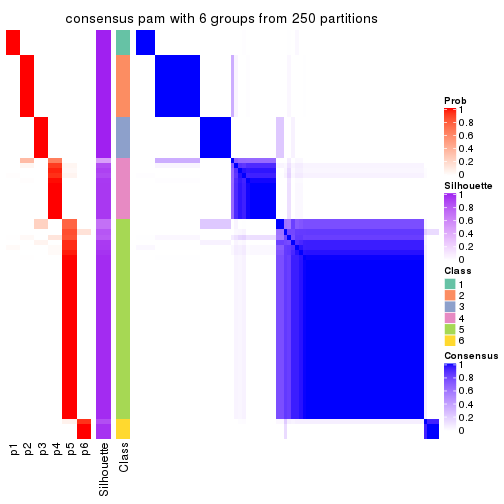 consensus pam with 6 groups from 250 partitions
Prob
1
0.8
0.6
0.4
0.2
0
Silhouette
1
0.8
0.6
0.4
0.2
0
Class
1
2
3
4
5
6
Consensus
1
0.8
0.6
0.4
0.2
0
p1
p2
p3
p4
p5
p6
Silhouette
Class